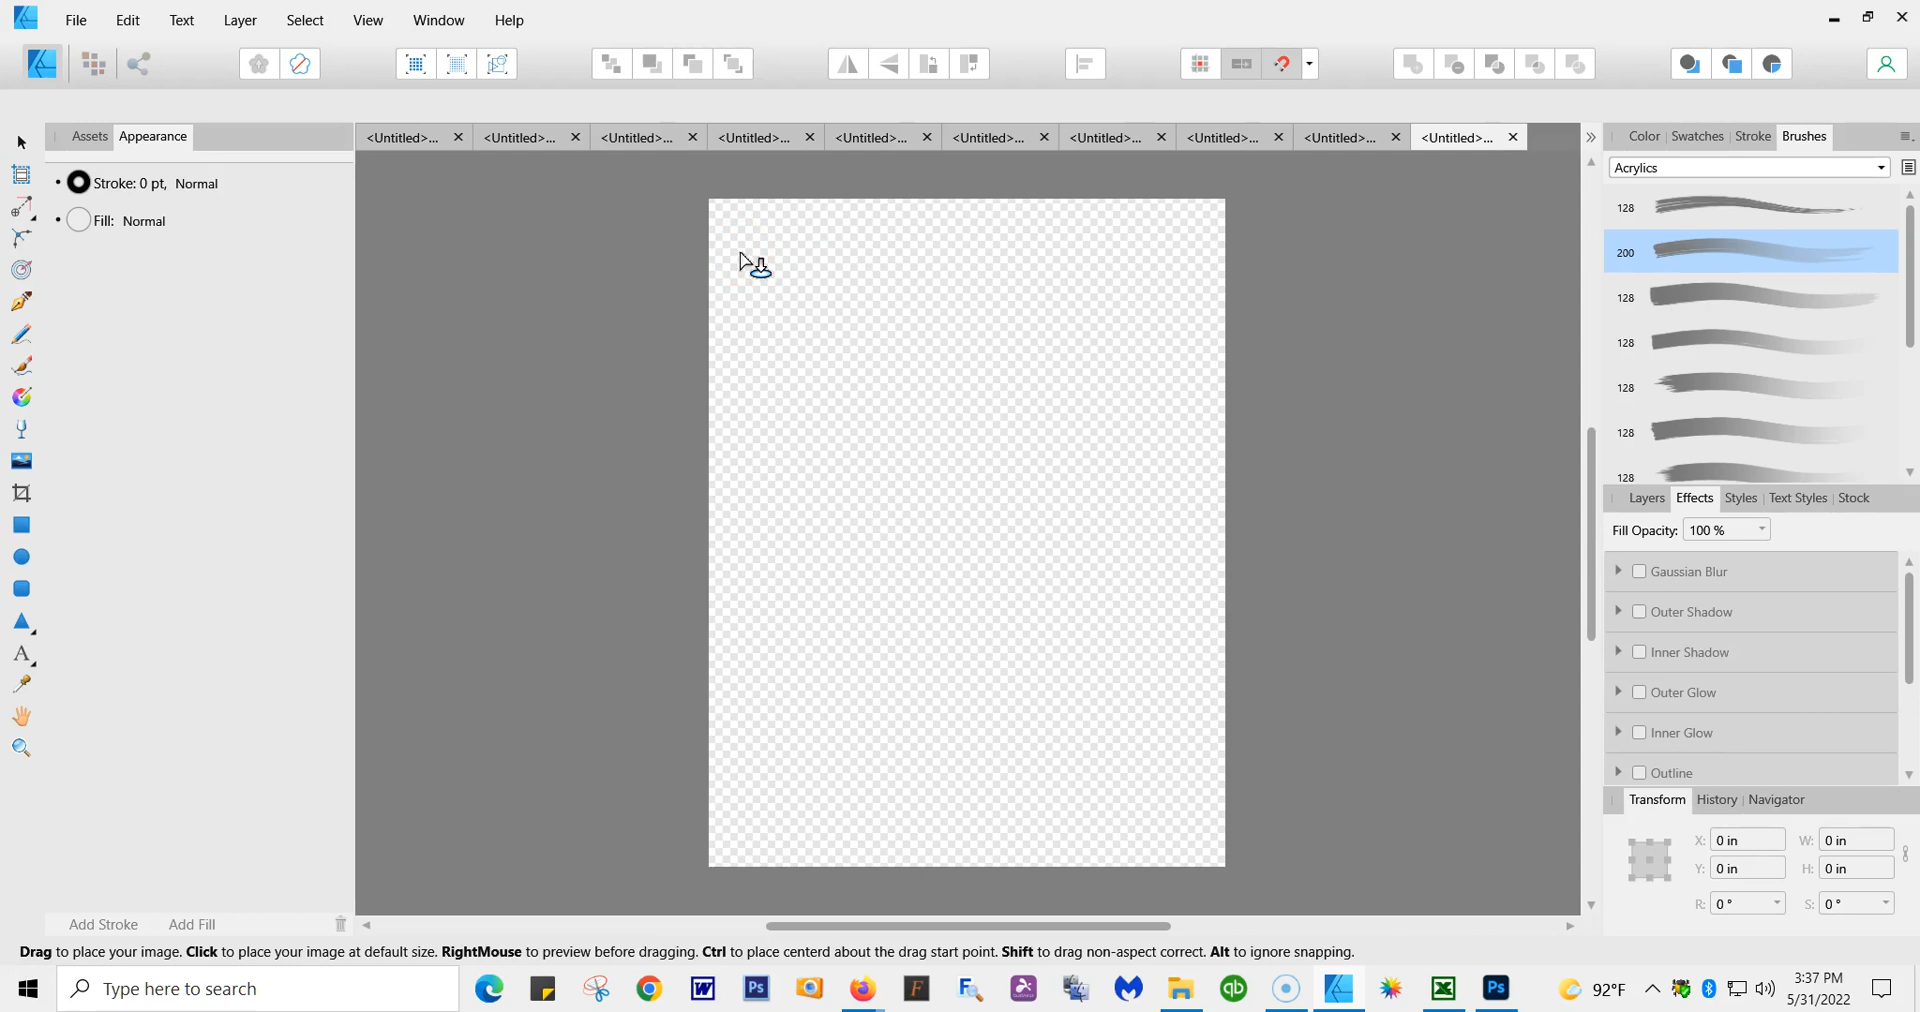 File Edit Text Layer Select View Window Help
Assets Appearance
<Untitled>... <Untitled>... <Untitled>... <Untitled>... <Untitled>... <Untitled>... <Untitled>... <Untitled>... <Untitled>... <Untitled>...
Color Swatches Stroke Brushes
Acrylics
Stroke: 0 pt, Normal
Fill: Normal
128
200
128
128
128
128
128
Layers Effects Styles Text Styles Stock
Fill Opacity: 100 %
Gaussian Blur
Outer Shadow
Inner Shadow
Outer Glow
Inner Glow
Outline
Transform History Navigator
X: 0 in W: 0 in
Y: 0 in H: 0 in
R: 0 ° S: 0 °
Add Stroke Add Fill
Drag to place your image. Click to place your image at default size. RightMouse to preview before dragging. Ctrl to place centerd about the drag start point. Shift to drag non-aspect correct. Alt to ignore snapping.
Type here to search
92°F
3:37 PM
5/31/2022